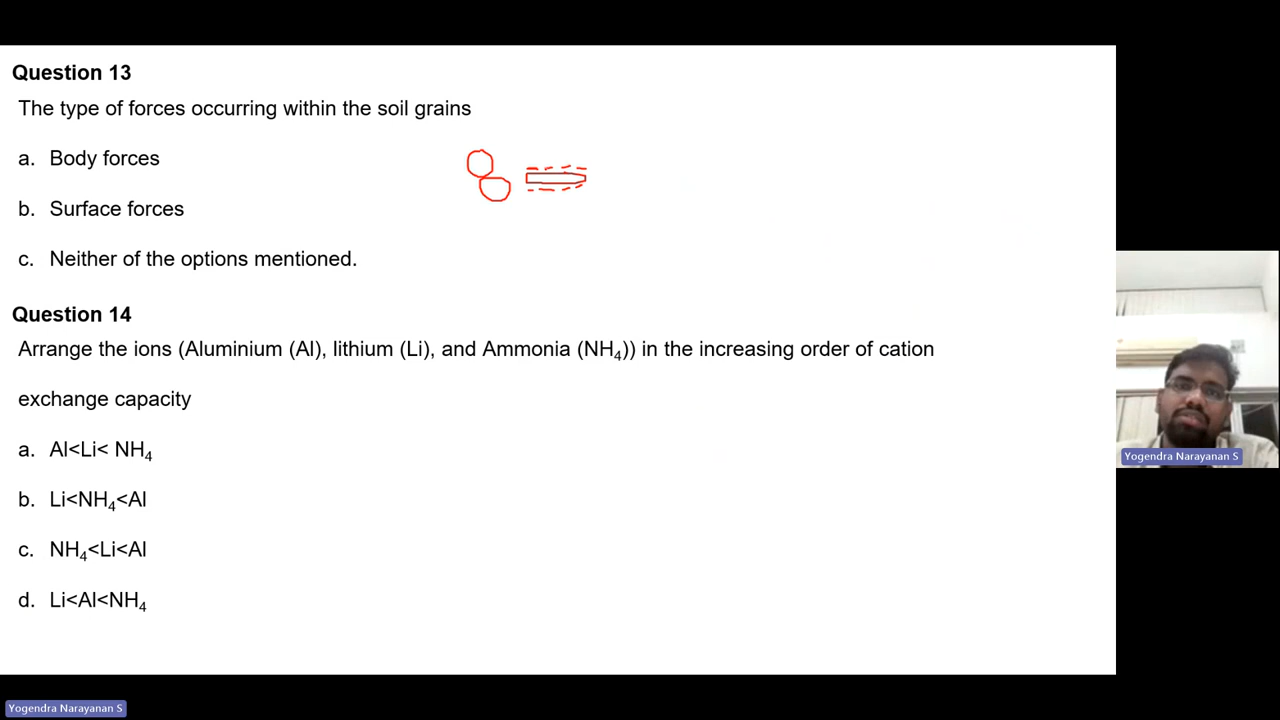 Question 13
The type of forces occurring within the soil grains
a. Body forces
b. Surface forces
c. Neither of the options mentioned.
Question 14
Arrange the ions (Aluminium (Al), lithium (Li), and Ammonia (NH₄)) in the increasing order of cation
exchange capacity
a. Al<Li< NH₄
b. Li<NH₄<Al
c. NH₄<Li<Al
d. Li<Al<NH₄
Yogendra Narayanan S
Yogendra Narayanan S